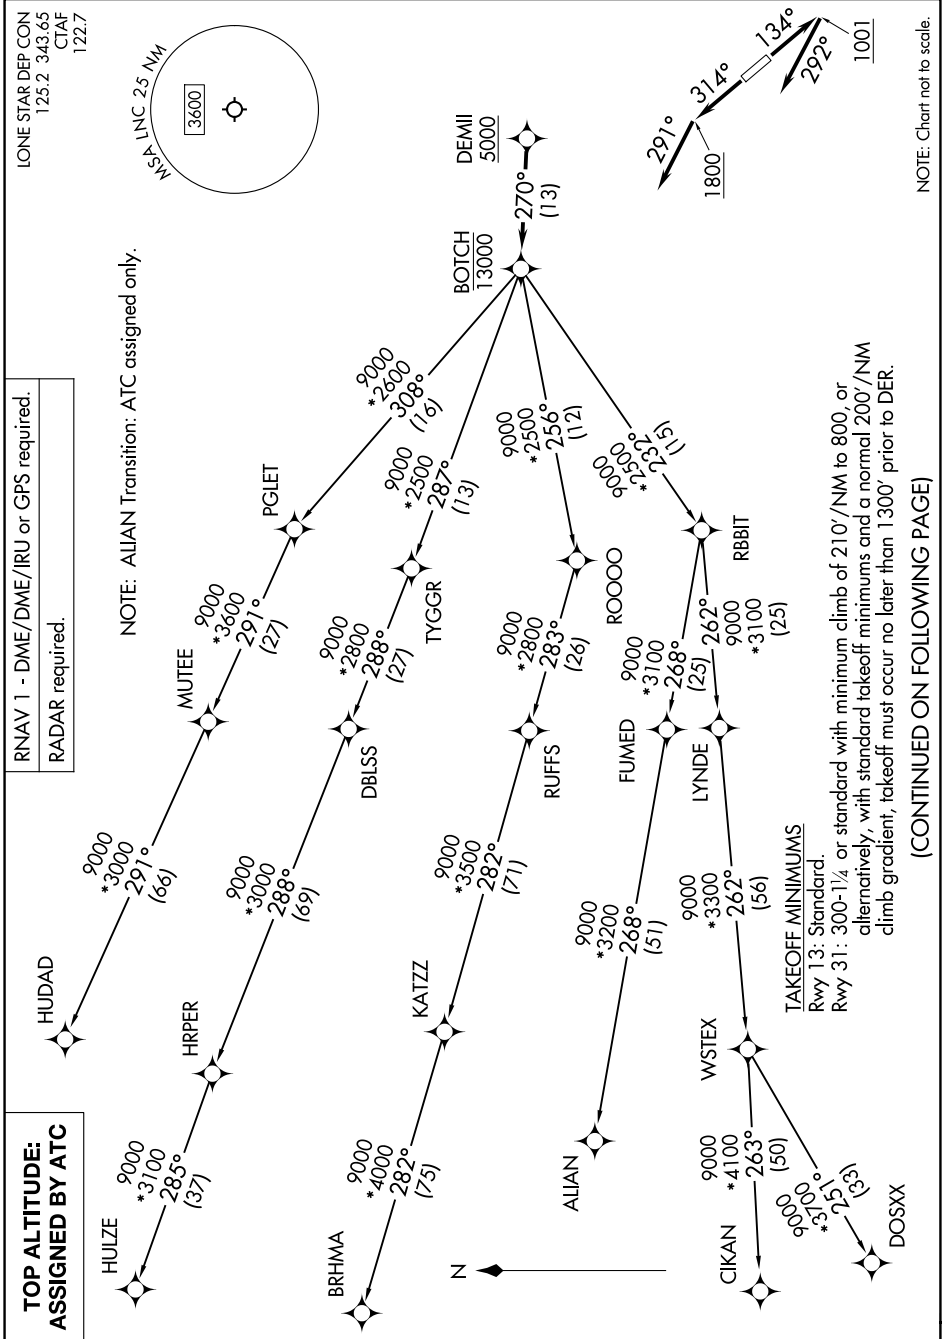 TOP ALTITUDE:
ASSIGNED BY ATC
RNAV 1 - DME/DME/IRU or GPS required.
RADAR required.
LONE STAR DEP CON
125.2 343.65
CTAF
122.7
NOTE: ALIAN Transition: ATC assigned only.
MSA LNC 25 NM
3600
HUDAD
9000
*3000
291°
(66)
MUTEE
9000
*3600
291°
(27)
PGLET
9000
*2600
308°
(16)
HULZE
9000
*3100
285°
(37)
HRPER
9000
*3000
288°
(69)
DBLSS
9000
*2800
288°
(27)
TYGGR
9000
*2500
287°
(13)
BOTCH
13000
270°
(13)
DEMII
5000
BRHMA
9000
*4000
282°
(75)
KATZZ
9000
*3500
282°
(71)
RUFFS
9000
*2800
283°
(26)
ROOOO
9000
*2500
256°
(12)
ALIAN
9000
*3200
268°
(51)
FUMED
9000
*3100
268°
(25)
RBBIT
9000
*2500
232°
(15)
N
CIKAN
9000
*4100
263°
(50)
WSTEX
9000
*3300
262°
(56)
LYNDE
262°
9000
*3100
(25)
9000
*3700
251°
(33)
DOSXX
291°
1800
314°
134°
292°
1001
TAKEOFF MINIMUMS
Rwy 13: Standard.
Rwy 31: 300-1¼ or standard with minimum climb of 210'/NM to 800, or
alternatively, with standard takeoff minimums and a normal 200'/NM
climb gradient, takeoff must occur no later than 1300' prior to DER.
(CONTINUED ON FOLLOWING PAGE)
NOTE: Chart not to scale.